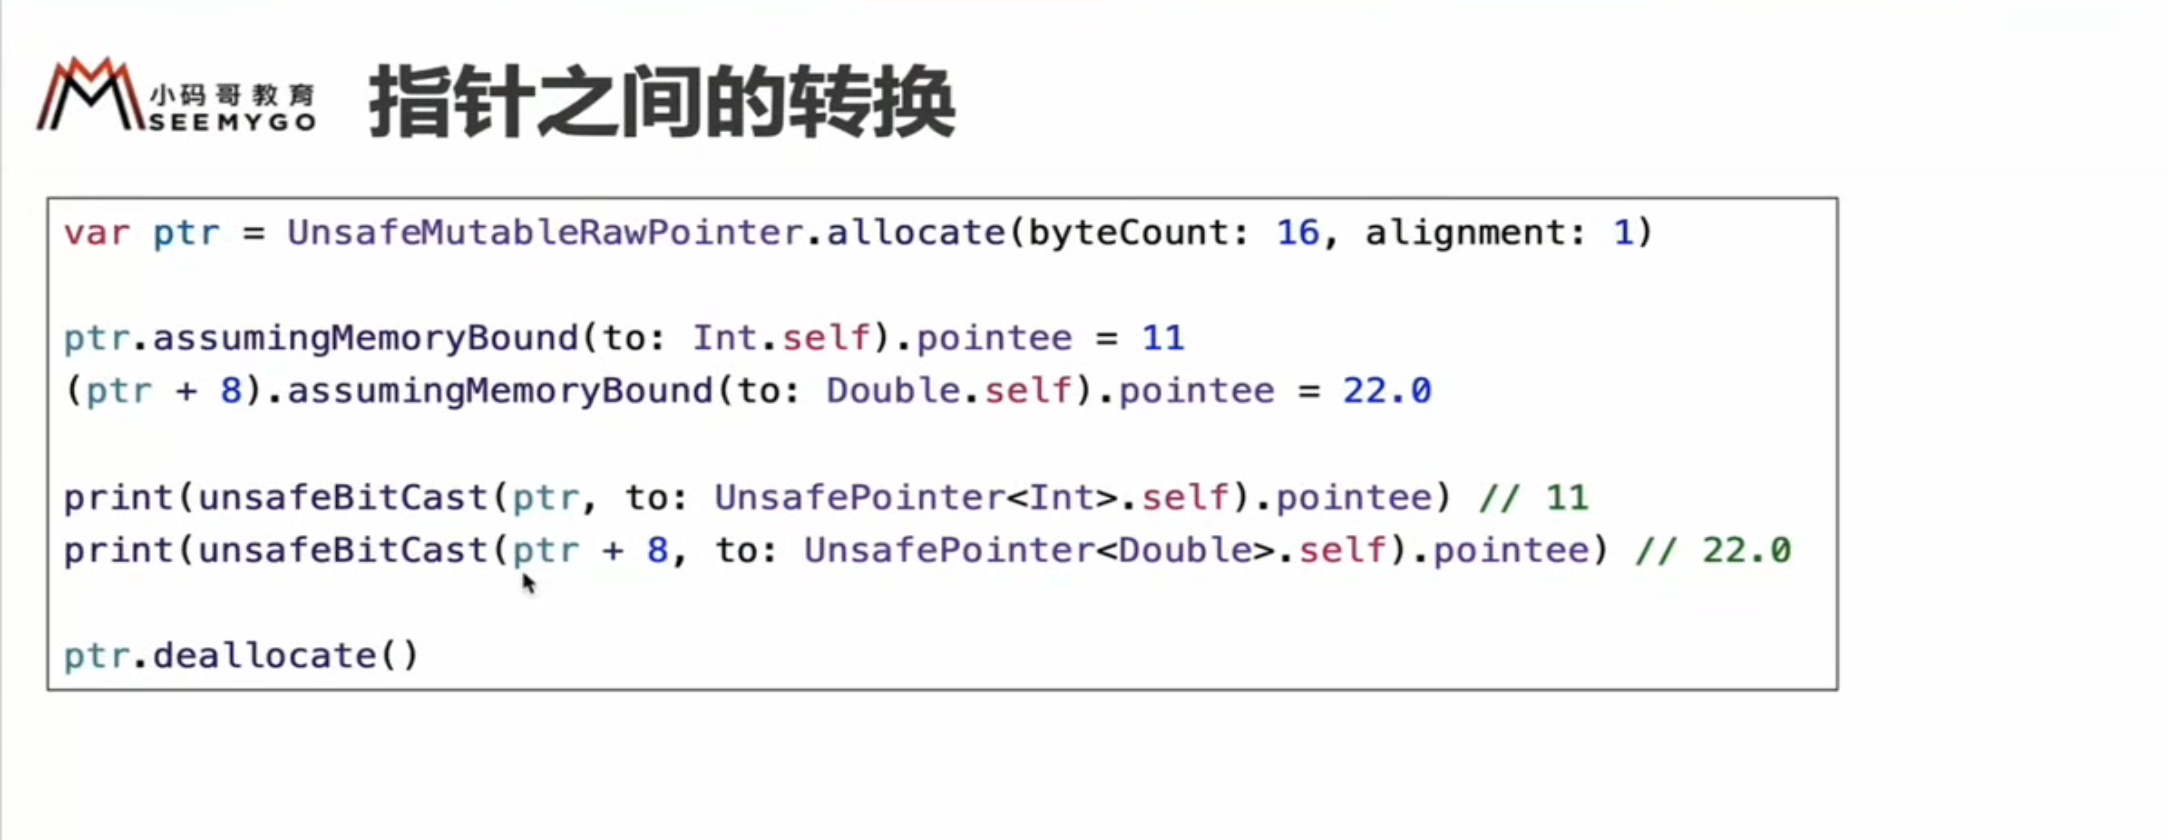 小码哥教育
SEEMYGO
指针之间的转换
var ptr = UnsafeMutableRawPointer.allocate(byteCount: 16, alignment: 1)
ptr.assumingMemoryBound(to: Int.self).pointee = 11
(ptr + 8).assumingMemoryBound(to: Double.self).pointee = 22.0
print(unsafeBitCast(ptr, to: UnsafePointer<Int>.self).pointee) // 11
print(unsafeBitCast(ptr + 8, to: UnsafePointer<Double>.self).pointee) // 22.0
ptr.deallocate()